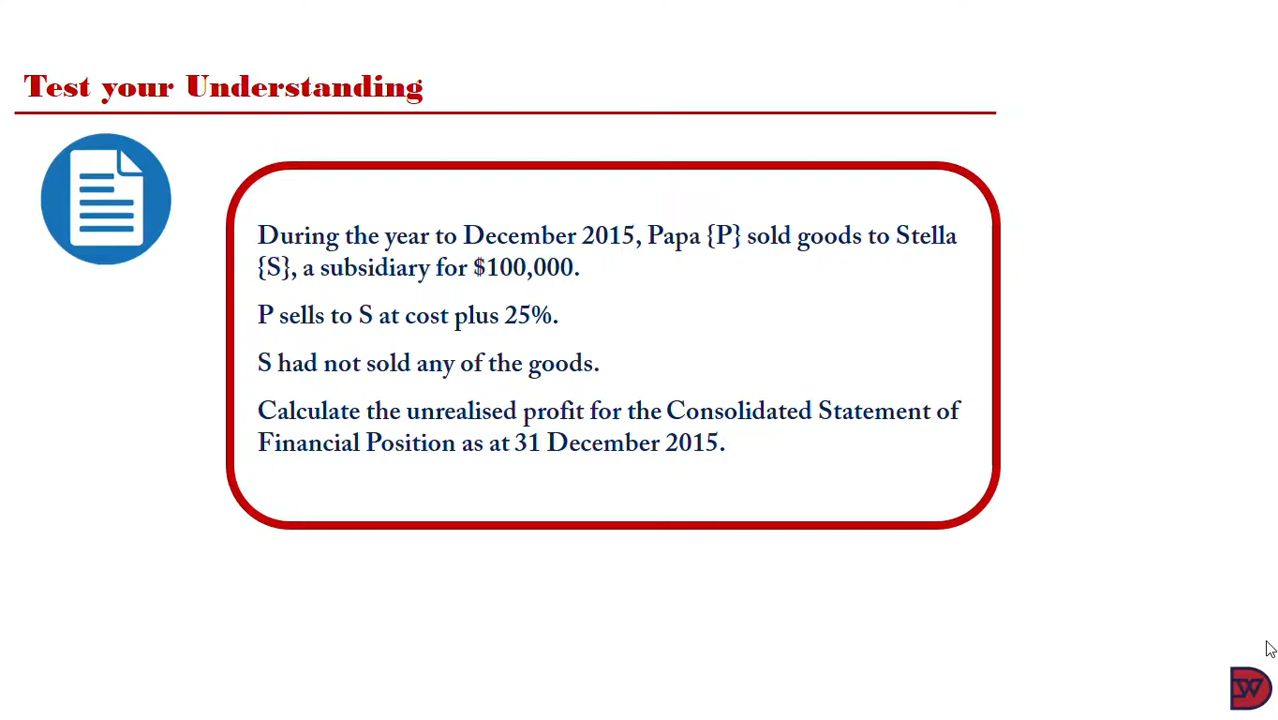 Test your Understanding
During the year to December 2015, Papa {P} sold goods to Stella
{S}, a subsidiary for $100,000.
P sells to S at cost plus 25%.
S had not sold any of the goods.
Calculate the unrealised profit for the Consolidated Statement of
Financial Position as at 31 December 2015.